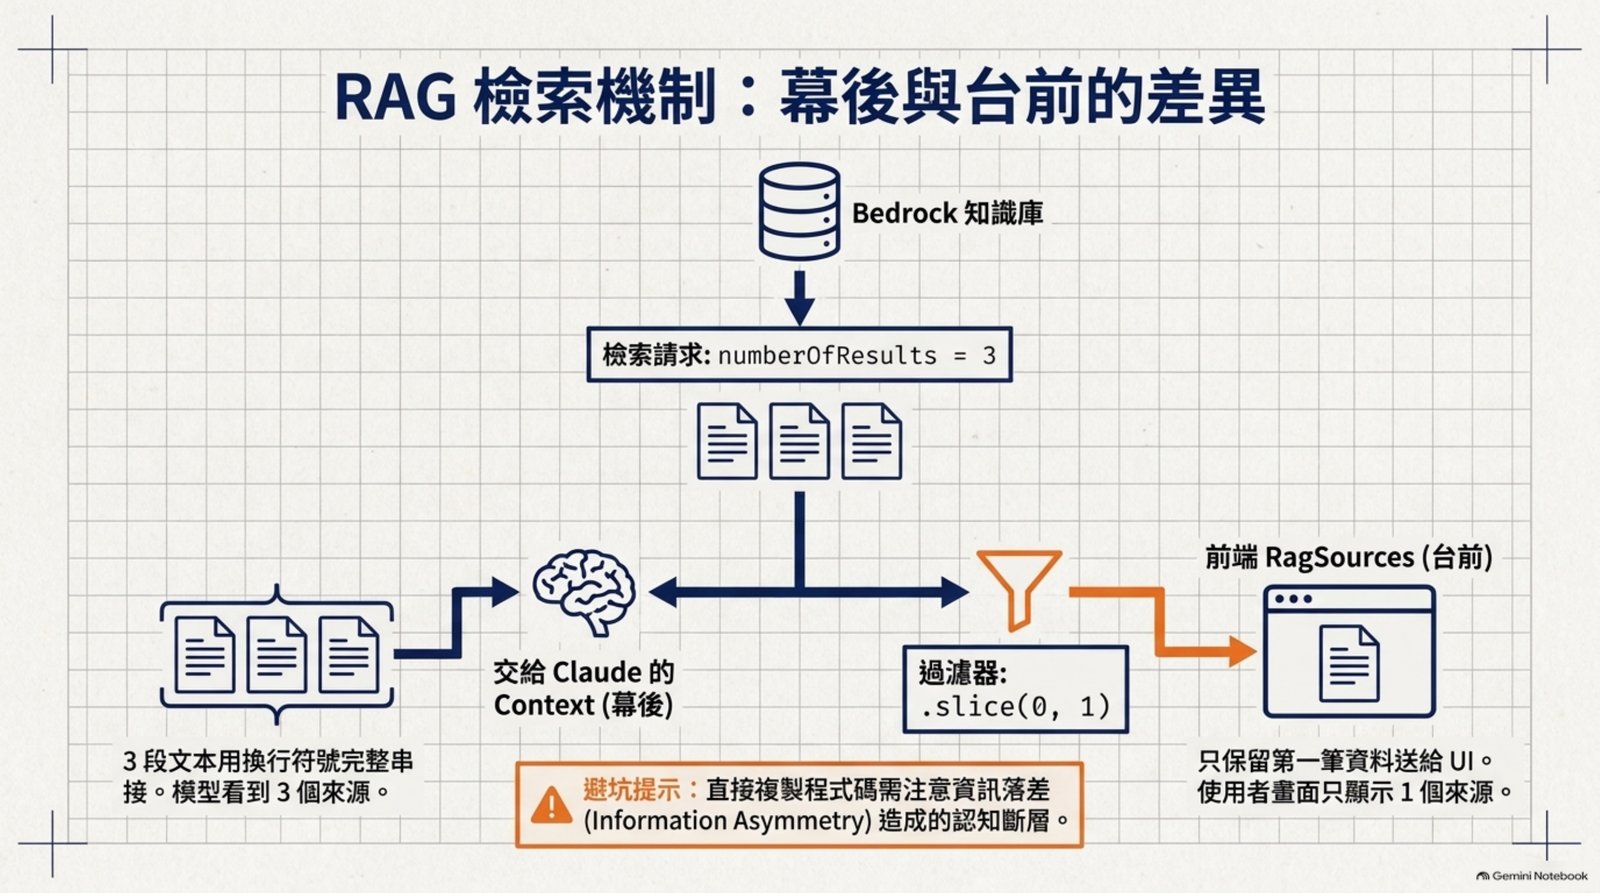 RAG 檢索機制：幕後與台前的差異
Bedrock 知識庫
檢索請求: numberOfResults = 3
前端 RagSources (台前)
交給 Claude 的
Context (幕後)
過濾器:
.slice(0, 1)
3 段文本用換行符號完整串
接。模型看到 3 個來源。
避坑提示：直接複製程式碼需注意資訊落差
(Information Asymmetry) 造成的認知斷層。
只保留第一筆資料送給 UI。
使用者畫面只顯示 1 個來源。
Gemini Notebook